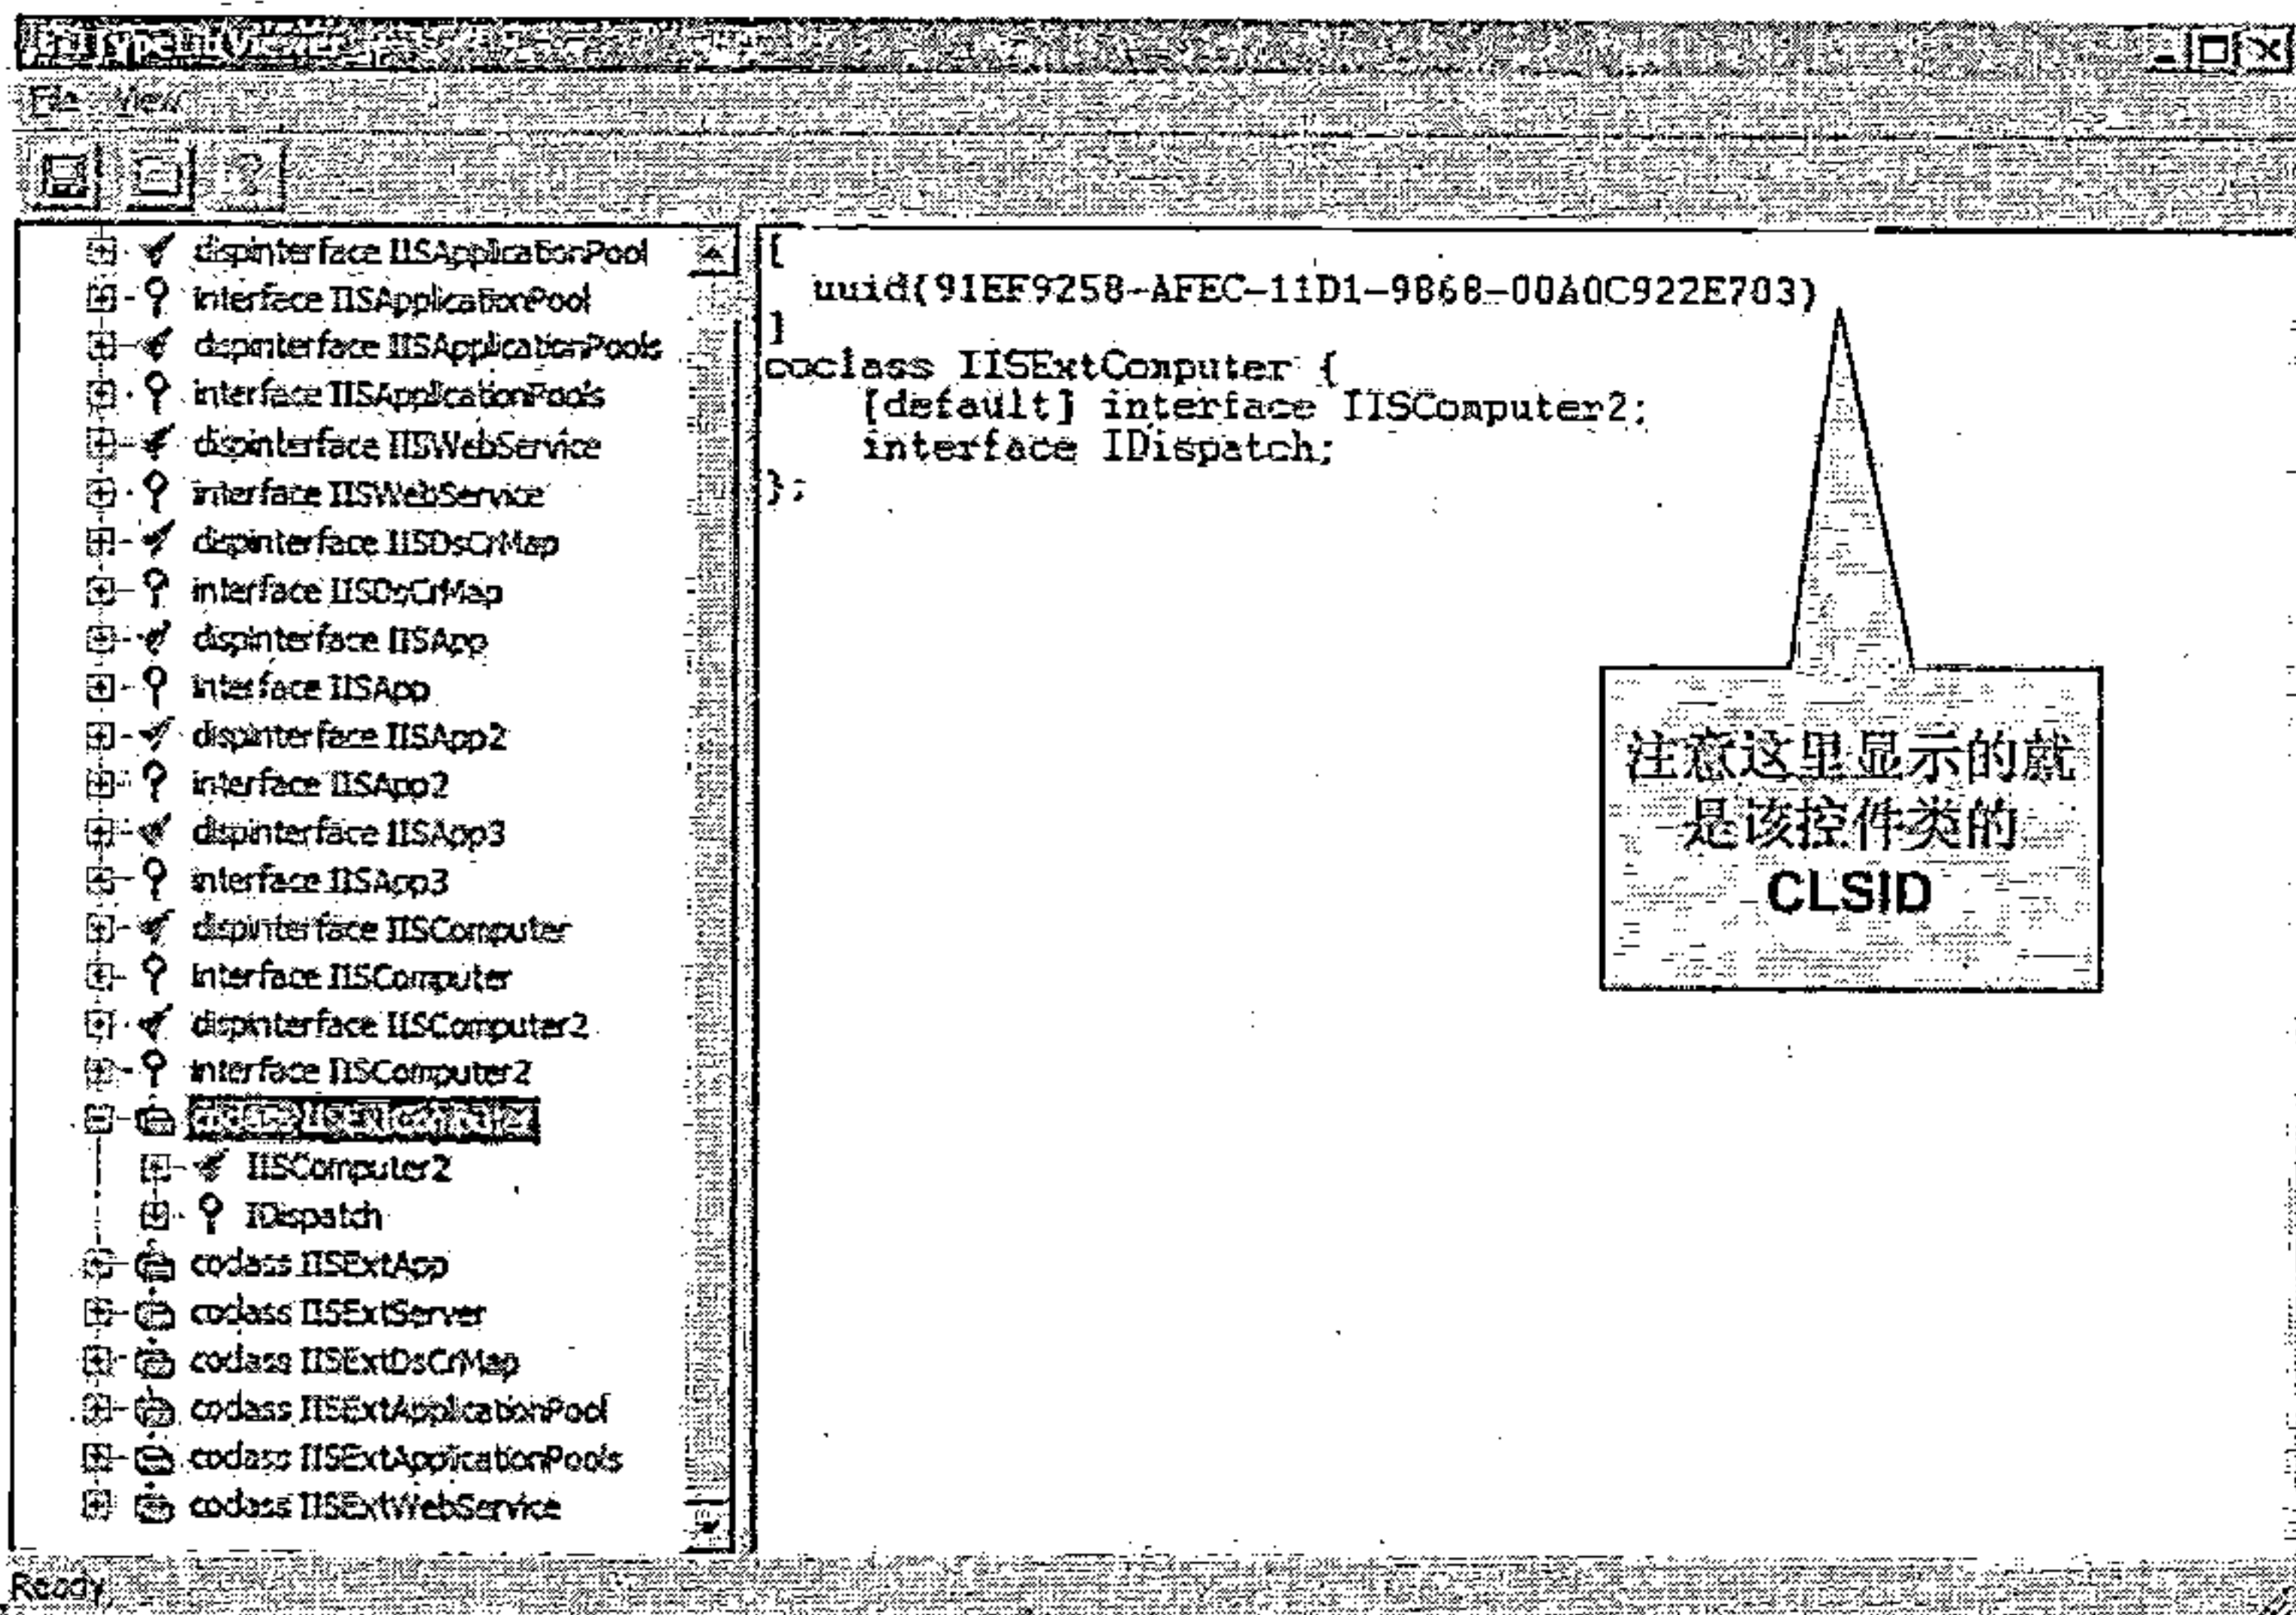 ITypeLib Viewer
File View
dispinterface IISApplicationPool
interface IISApplicationPool
dispinterface IISApplicationPools
interface IISApplicationPools
dispinterface IISWebService
interface IISWebService
dispinterface IISDsCrMap
interface IISDsCrMap
dispinterface IISApp
interface IISApp
dispinterface IISApp2
interface IISApp2
dispinterface IISApp3
interface IISApp3
dispinterface IISComputer
interface IISComputer
dispinterface IISComputer2
interface IISComputer2
coclass IISExtComputer
IISComputer2
IDispatch
coclass IISExtApp
coclass IISExtServer
coclass IISExtDsCrMap
coclass IISExtApplicationPool
coclass IISExtApplicationPools
coclass IISExtWebService
[
uuid(91EF9258-AFEC-11D1-9868-00A0C922E703)
]
coclass IISExtComputer {
[default] interface IISComputer2;
interface IDispatch;
};
注意这里显示的就
是该控件类的
CLSID
Ready